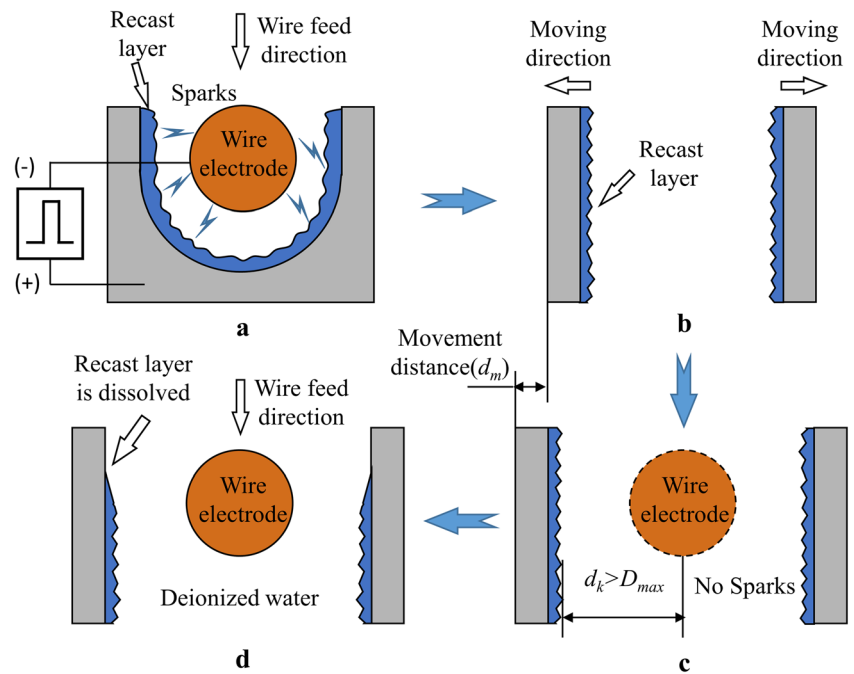 Recast
layer
Wire feed
direction
Sparks
Wire
electrode
(-)
(+)
a
Moving
direction
Moving
direction
Recast
layer
b
Movement
distance(dm)
Recast layer
is dissolved
Wire feed
direction
Wire
electrode
Deionized water
d
Wire
electrode
dk>Dmax
No Sparks
c